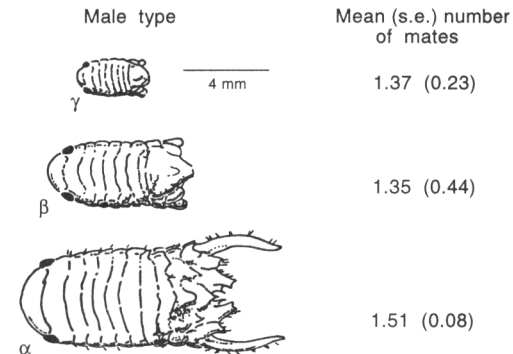 Male type
Mean (s.e.) number
of mates
4 mm
γ
1.37 (0.23)
β
1.35 (0.44)
α
1.51 (0.08)